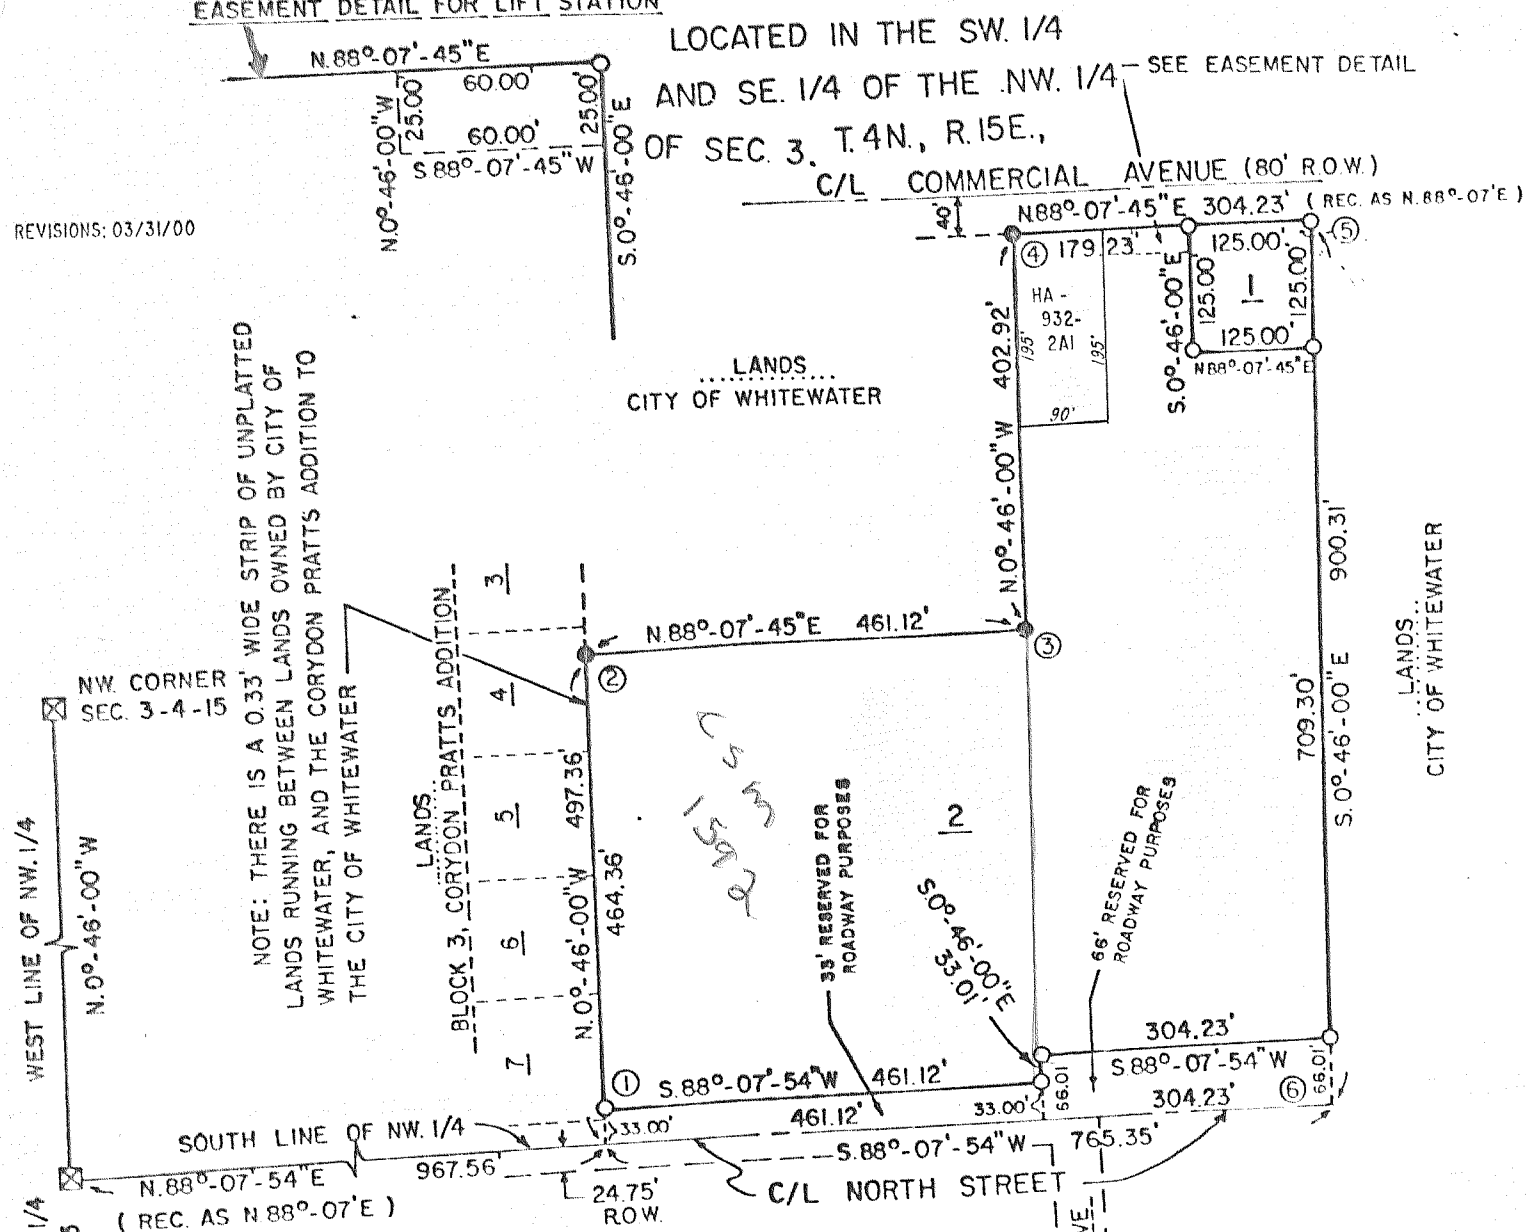 EASEMENT DETAIL FOR LIFT STATION
N.88°-07'-45"E
60.00'
25.00'
25.00'
60.00'
S.88°-07'-45"W
N.0°-46'-00"W
S.0°-46'-00"E
REVISIONS: 03/31/00
LOCATED IN THE SW. 1/4
AND SE. 1/4 OF THE .NW. 1/4
OF SEC. 3, T.4N., R.15E.,
SEE EASEMENT DETAIL
C/L COMMERCIAL AVENUE (80' R.O.W.)
40'
N.88°-07'-45"E 304.23' ( REC. AS N.88°-07'E )
4
179.23'
125.00'
5
S.0°-46'-00"E
125.00'
1
125.00'
125.00'
N88°-07'-45"E
HA -
932-
2A1
195'
195'
90'
N.0°-46'-00"W 402.92'
LANDS
CITY OF WHITEWATER
NOTE: THERE IS A 0.33' WIDE STRIP OF UNPLATTED
LANDS RUNNING BETWEEN LANDS OWNED BY CITY OF
WHITEWATER, AND THE CORYDON PRATTS ADDITION TO
THE CITY OF WHITEWATER
NW. CORNER
SEC. 3-4-15
WEST LINE OF NW. 1/4
N.0°-46'-00"W
LANDS
BLOCK 3, CORYDON PRATTS ADDITION
3
4
5
6
7
N.88°-07'-45"E 461.12'
2
3
N.0°-46'-00"W 497.36'
464.36'
CSM
1592
2
33' RESERVED FOR
ROADWAY PURPOSES
S.0°-46'-00"E
33.01'
66' RESERVED FOR
ROADWAY PURPOSES
709.30'
S.0°-46'-00"E 900.31'
LANDS
CITY OF WHITEWATER
304.23'
S.88°-07'-54"W
1
S.88°-07'-54"W 461.12'
66.01
6
66.01'
33.00'
461.12'
33.00'
304.23'
SOUTH LINE OF NW. 1/4
S.88°-07'-54"W
765.35'
N.88°-07'-54"E
967.56'
( REC. AS N.88°-07'E )
24.75'
R.O.W.
C/L NORTH STREET
1/4
VE